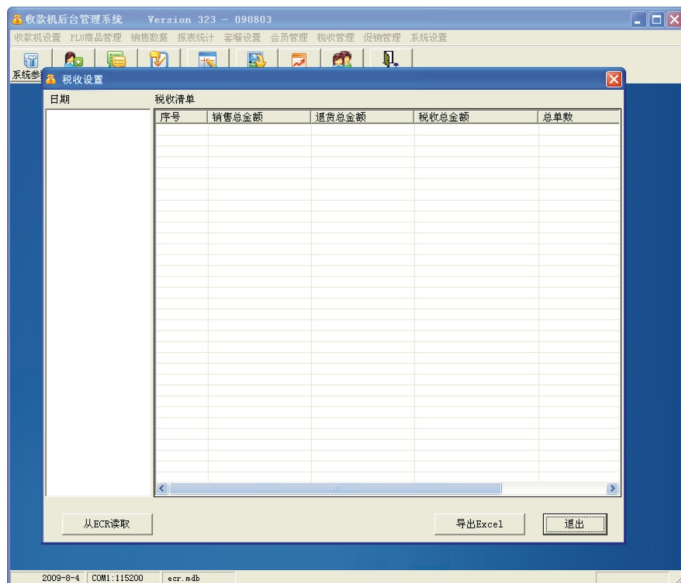 收款机后台管理系统 Version 323 - 090803
收款机设置 PLU商品管理 销售数据 报表统计 套餐设置 会员管理 税收管理 促销管理 系统设置
系统参
税收设置
日期 税收清单
序号 销售总金额 退货总金额 税收总金额 总单数
从ECR读取 导出Excel 退出
2009-8-4 COM1:115200 ecr.mdb